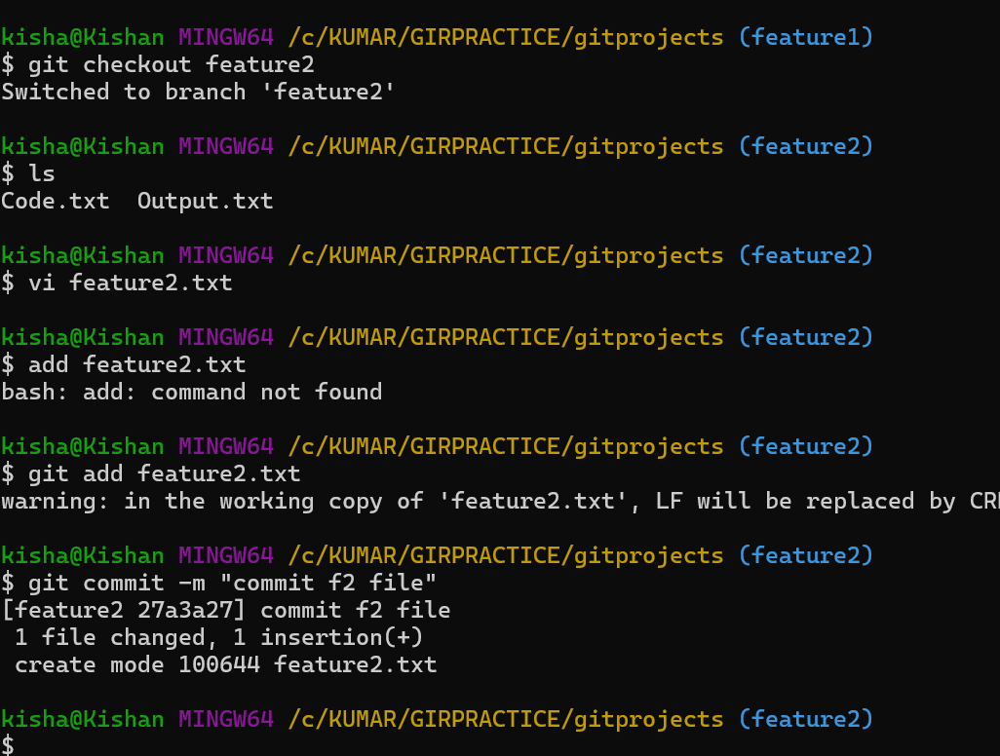 kisha@Kishan MINGW64 /c/KUMAR/GIRPRACTICE/gitprojects (feature1)
$ git checkout feature2
Switched to branch 'feature2'
kisha@Kishan MINGW64 /c/KUMAR/GIRPRACTICE/gitprojects (feature2)
$ ls
Code.txt  Output.txt
kisha@Kishan MINGW64 /c/KUMAR/GIRPRACTICE/gitprojects (feature2)
$ vi feature2.txt
kisha@Kishan MINGW64 /c/KUMAR/GIRPRACTICE/gitprojects (feature2)
$ add feature2.txt
bash: add: command not found
kisha@Kishan MINGW64 /c/KUMAR/GIRPRACTICE/gitprojects (feature2)
$ git add feature2.txt
warning: in the working copy of 'feature2.txt', LF will be replaced by
kisha@Kishan MINGW64 /c/KUMAR/GIRPRACTICE/gitprojects (feature2)
$ git commit -m "commit f2 file"
[feature2 27a3a27] commit f2 file
 1 file changed, 1 insertion(+)
 create mode 100644 feature2.txt
kisha@Kishan MINGW64 /c/KUMAR/GIRPRACTICE/gitprojects (feature2)
$